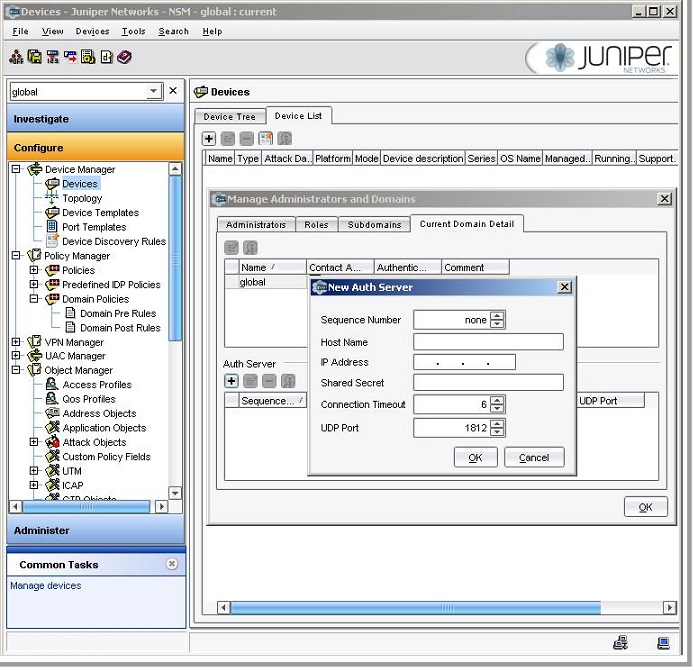 Devices - Juniper Networks - NSM - global : current
File View Devices Tools Search Help
JUNIPER
NETWORKS
global
Investigate
Configure
Device Manager
Devices
Topology
Device Templates
Port Templates
Device Discovery Rules
Policy Manager
Policies
Predefined IDP Policies
Domain Policies
Domain Pre Rules
Domain Post Rules
VPN Manager
UAC Manager
Object Manager
Access Profiles
Qos Profiles
Address Objects
Application Objects
Attack Objects
Custom Policy Fields
UTM
ICAP
GTP Objects
Administer
Common Tasks
Manage devices
Devices
Device Tree Device List
Name Type Attack Da.. Platform Mode Device description Series OS Name Managed.. Running.. Support.
Manage Administrators and Domains
Administrators Roles Subdomains Current Domain Detail
Name / Contact A... Authentic... Comment
global
Auth Server
Sequence... / UDP Port
New Auth Server
Sequence Number none
Host Name
IP Address . . .
Shared Secret
Connection Timeout 6
UDP Port 1812
OK Cancel
OK